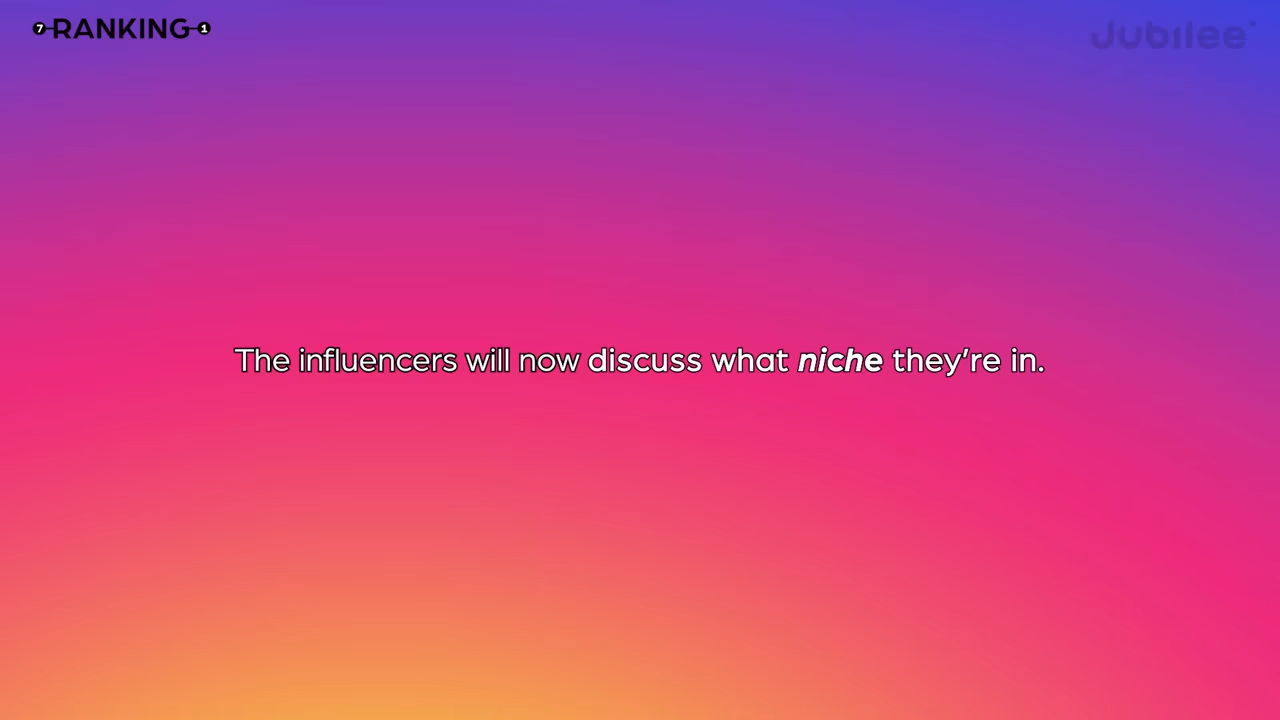 7 RANKING 1
Jubilee
The influencers will now discuss what niche they're in.